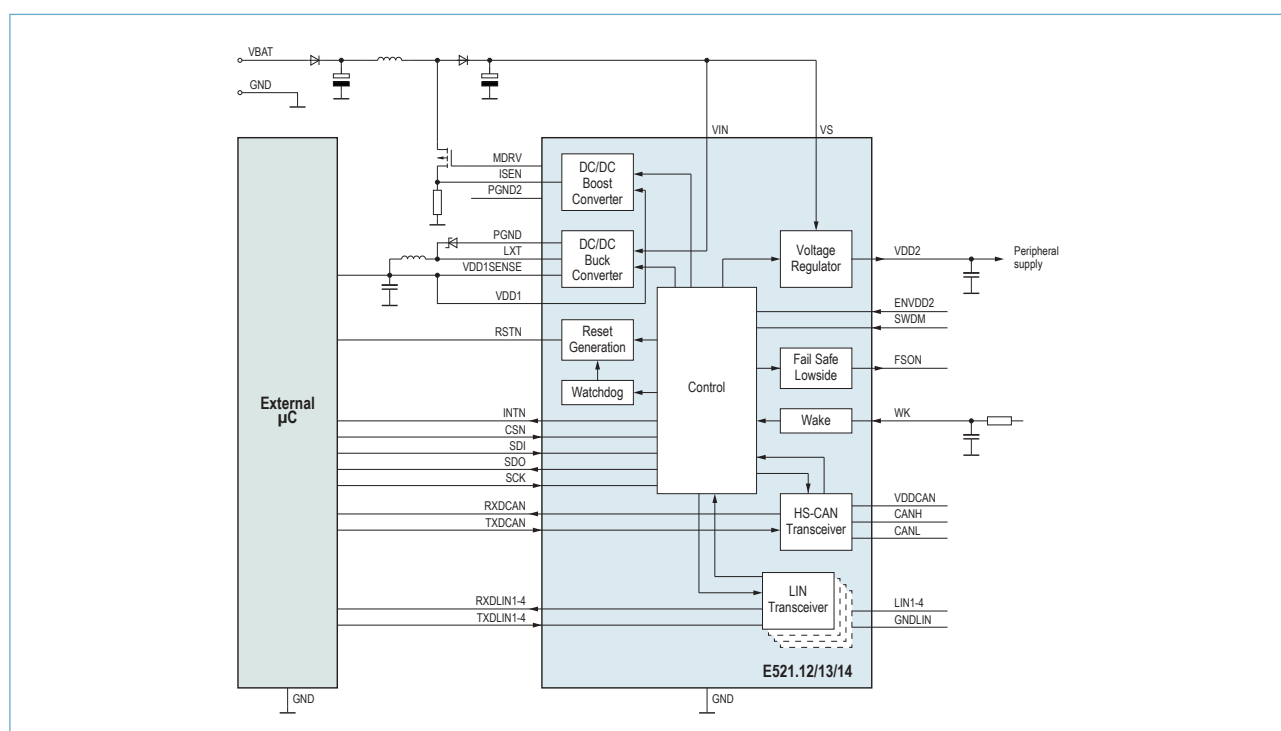 VBAT
GND
VIN
VS
MDRV
ISEN
PGND2
DC/DC
Boost
Converter
PGND
LXT
VDD1SENSE
VDD1
DC/DC
Buck
Converter
Voltage
Regulator
VDD2
Peripheral
supply
ENVDD2
SWDM
RSTN
Reset
Generation
Watchdog
Control
Fail Safe
Lowside
FSON
Wake
WK
External
µC
INTN
CSN
SDI
SDO
SCK
RXDCAN
TXDCAN
HS-CAN
Transceiver
VDDCAN
CANH
CANL
LIN
Transceiver
RXDLIN1-4
TXDLIN1-4
LIN1-4
GNDLIN
E521.12/13/14
GND
GND